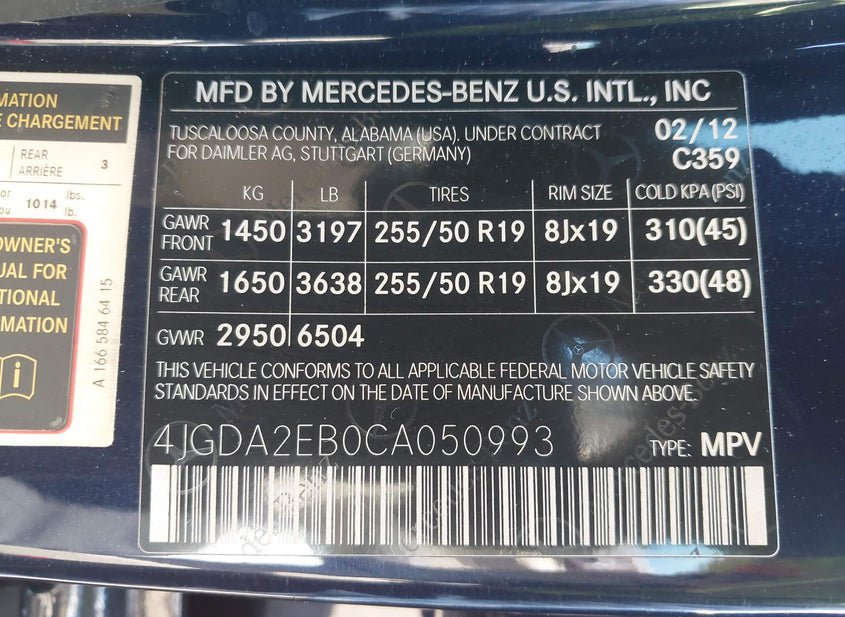 MATION
E CHARGEMENT
REAR
ARRIÈRE 3
or 1014 lbs.
ou lb.
OWNER'S
UAL FOR
TIONAL
RMATION
A 166 584 64 15
MFD BY MERCEDES-BENZ U.S. INTL., INC
TUSCALOOSA COUNTY, ALABAMA (USA), UNDER CONTRACT 02/12
FOR DAIMLER AG, STUTTGART (GERMANY) C359
KG LB TIRES RIM SIZE COLD KPA(PSI)
GAWR FRONT 1450 3197 255/50 R19 8Jx19 310(45)
GAWR REAR 1650 3638 255/50 R19 8Jx19 330(48)
GVWR 2950 6504
THIS VEHICLE CONFORMS TO ALL APPLICABLE FEDERAL MOTOR VEHICLE SAFETY
STANDARDS IN EFFECT ON THE DATE OF MANUFACTURE SHOWN ABOVE.
4JGDA2EB0CA050993 TYPE: MPV